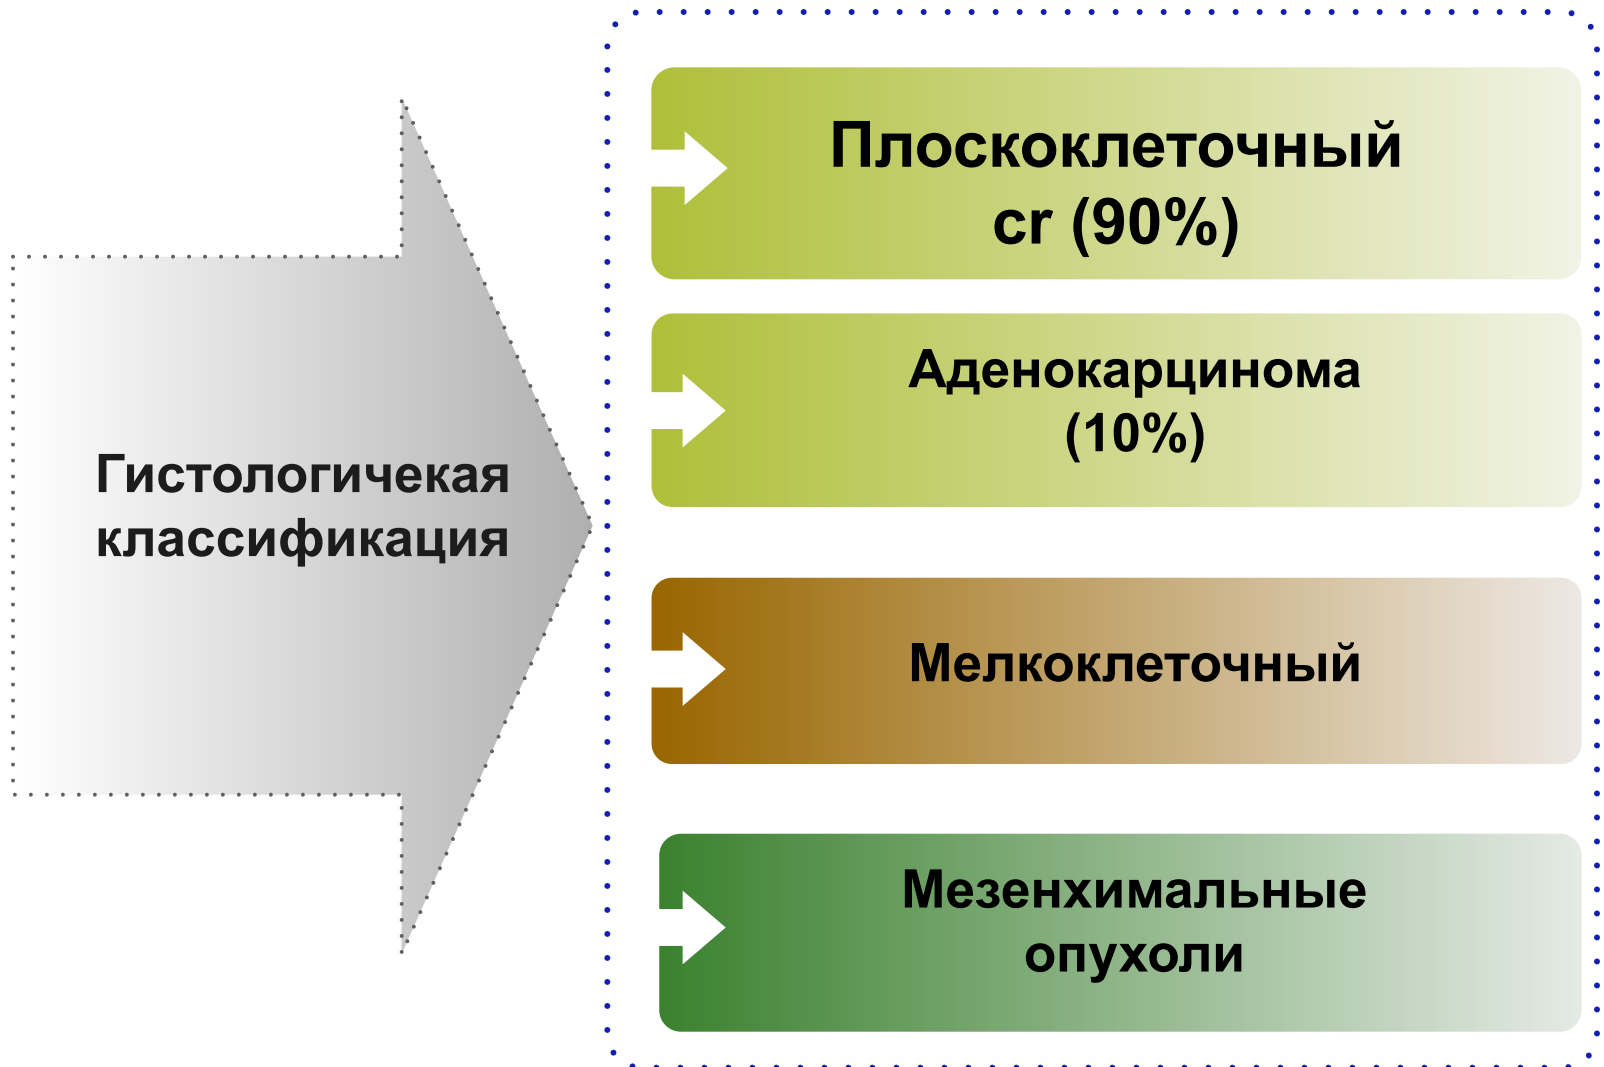 Гистологичекая
классификация
Плоскоклеточный
cr (90%)
Аденокарцинома
(10%)
Мелкоклеточный
Мезенхимальные
опухоли